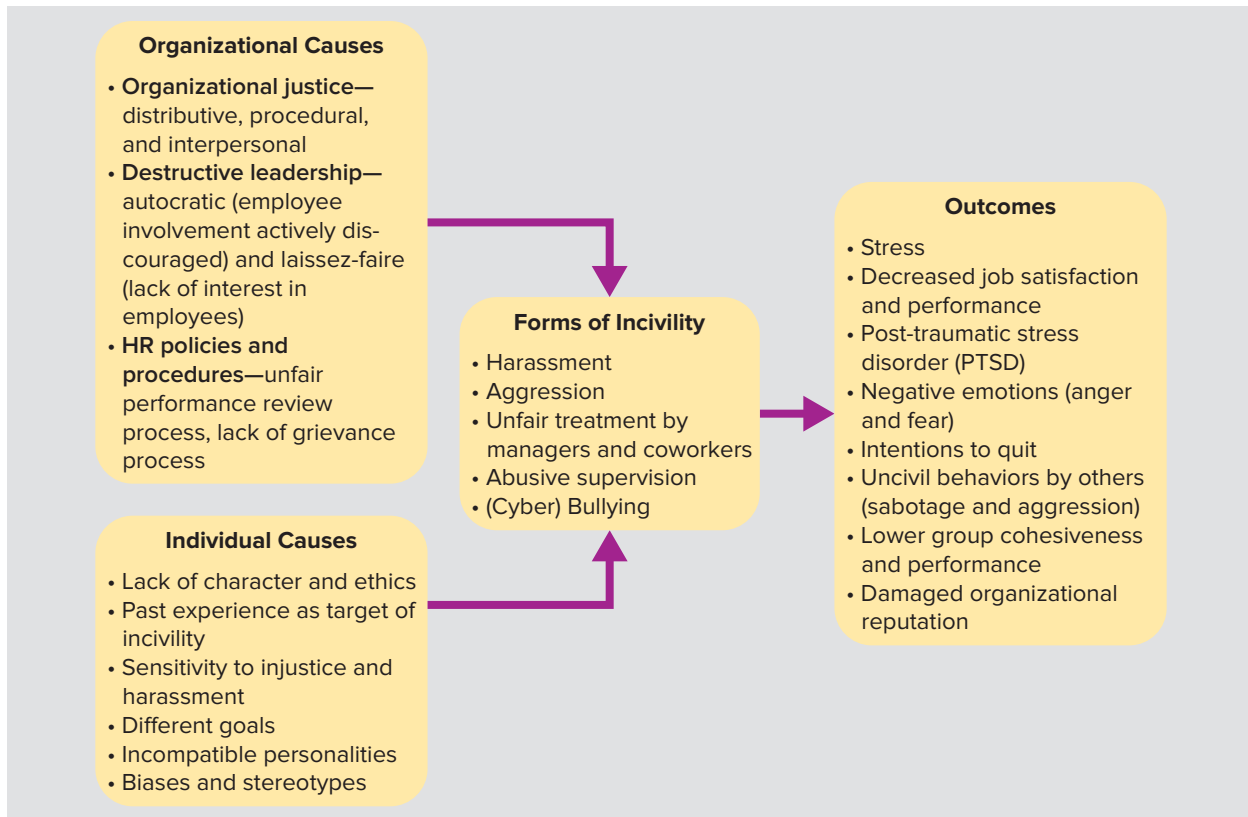 Organizational Causes
• Organizational justice—
distributive, procedural,
and interpersonal
• Destructive leadership—
autocratic (employee
involvement actively dis-
couraged) and laissez-faire
(lack of interest in
employees)
• HR policies and
procedures—unfair
performance review
process, lack of grievance
process
Individual Causes
• Lack of character and ethics
• Past experience as target of
incivility
• Sensitivity to injustice and
harassment
• Different goals
• Incompatible personalities
• Biases and stereotypes
Forms of Incivility
• Harassment
• Aggression
• Unfair treatment by
managers and coworkers
• Abusive supervision
• (Cyber) Bullying
Outcomes
• Stress
• Decreased job satisfaction
and performance
• Post-traumatic stress
disorder (PTSD)
• Negative emotions (anger
and fear)
• Intentions to quit
• Uncivil behaviors by others
(sabotage and aggression)
• Lower group cohesiveness
and performance
• Damaged organizational
reputation